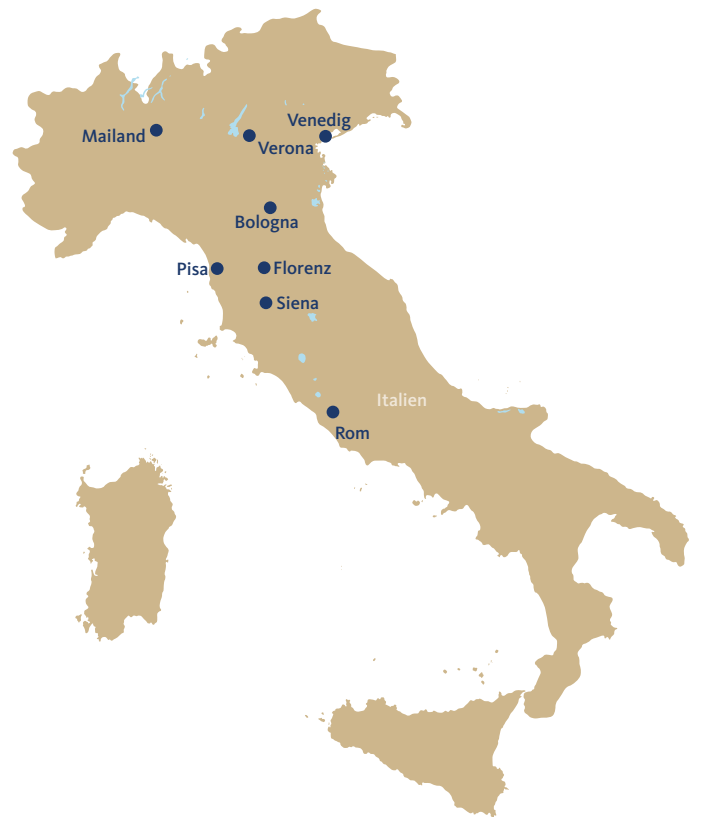 Venedig
Mailand
Verona
Bologna
Pisa
Florenz
Siena
Italien
Rom